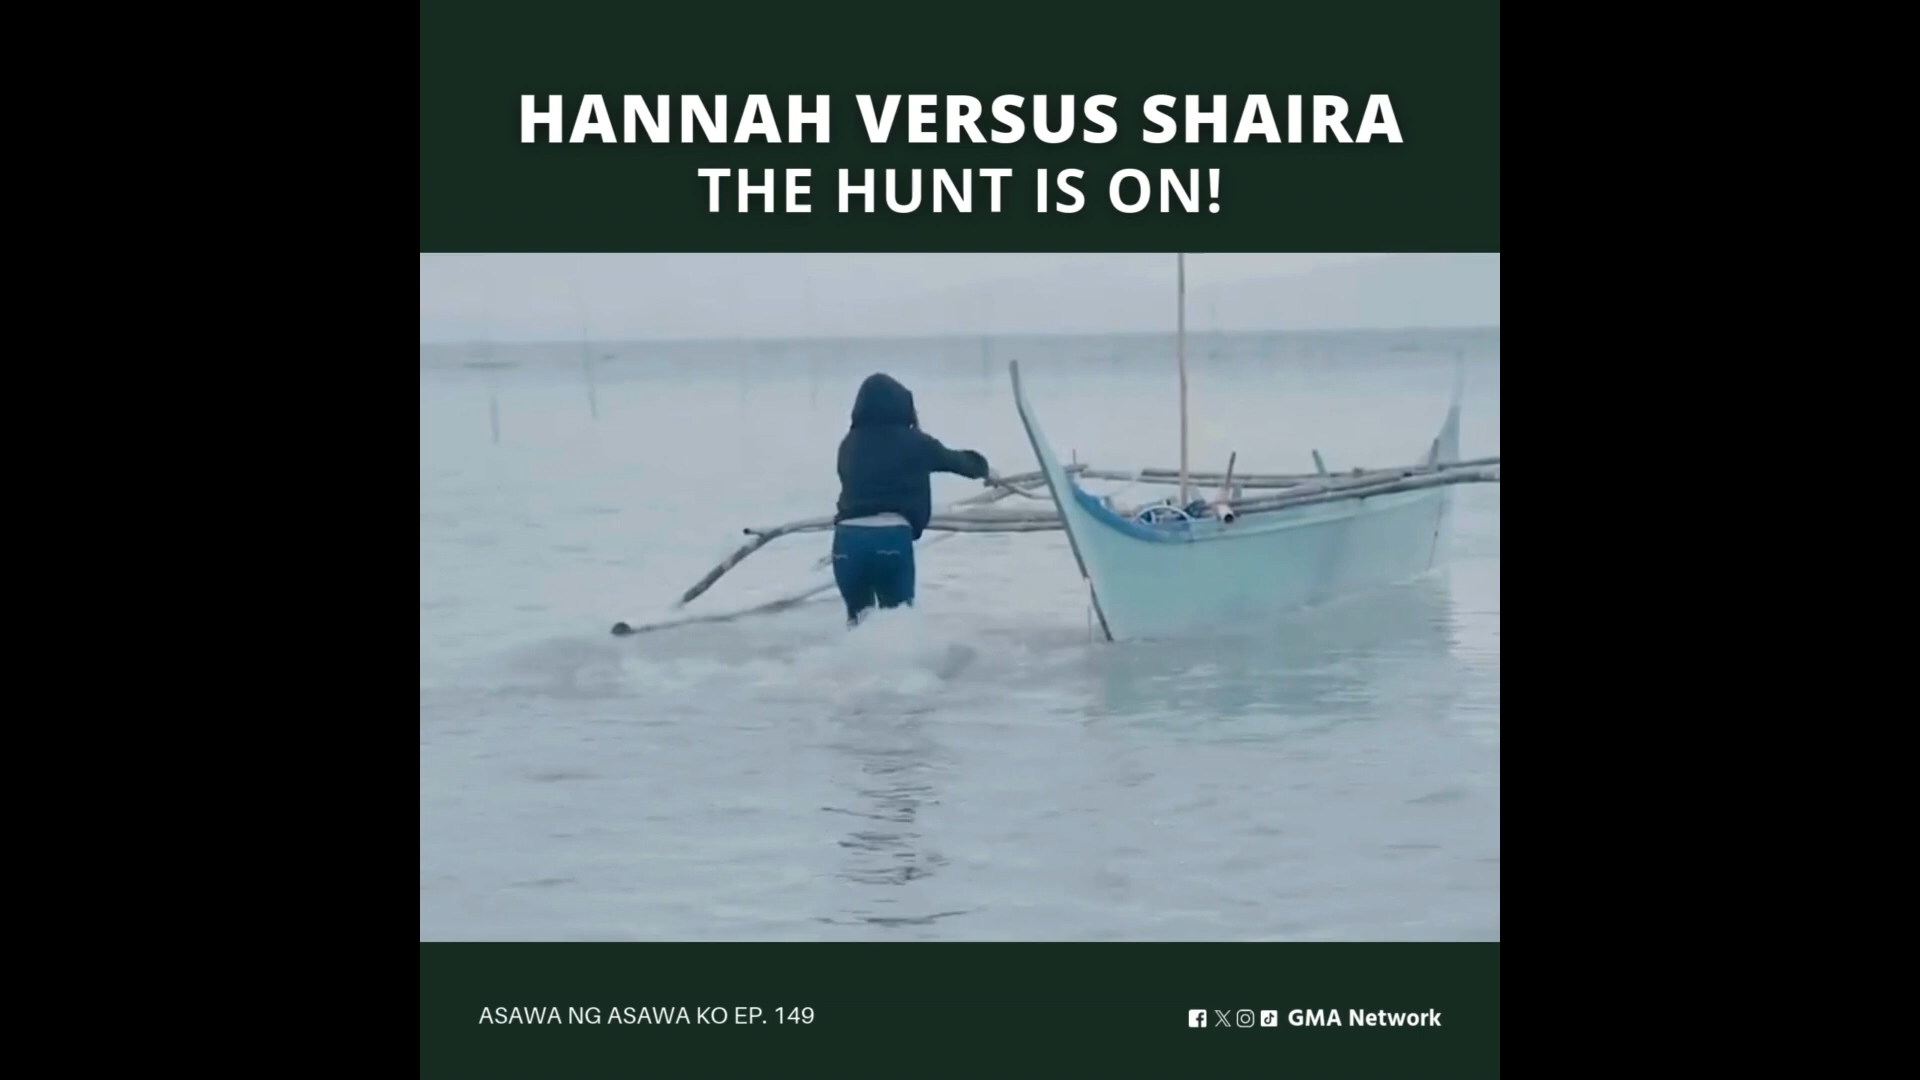 HANNAH VERSUS SHAIRA
THE HUNT IS ON!
ASAWA NG ASAWA KO EP. 149
GMA Network